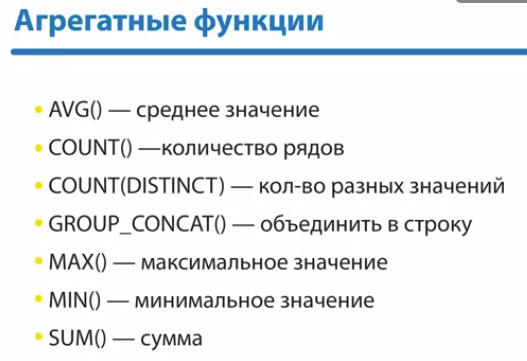 Агрегатные функции
• AVG() — среднее значение
• COUNT() —количество рядов
• COUNT(DISTINCT) — кол-во разных значений
• GROUP_CONCAT() — объединить в строку
• MAX() — максимальное значение
• MIN() — минимальное значение
• SUM() — сумма